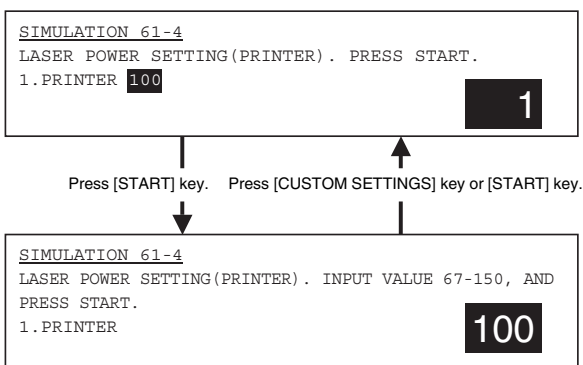 SIMULATION 61-4
LASER POWER SETTING(PRINTER). PRESS START.
1.PRINTER 100
1
Press [START] key.
Press [CUSTOM SETTINGS] key or [START] key.
SIMULATION 61-4
LASER POWER SETTING(PRINTER). INPUT VALUE 67-150, AND
PRESS START.
1.PRINTER
100